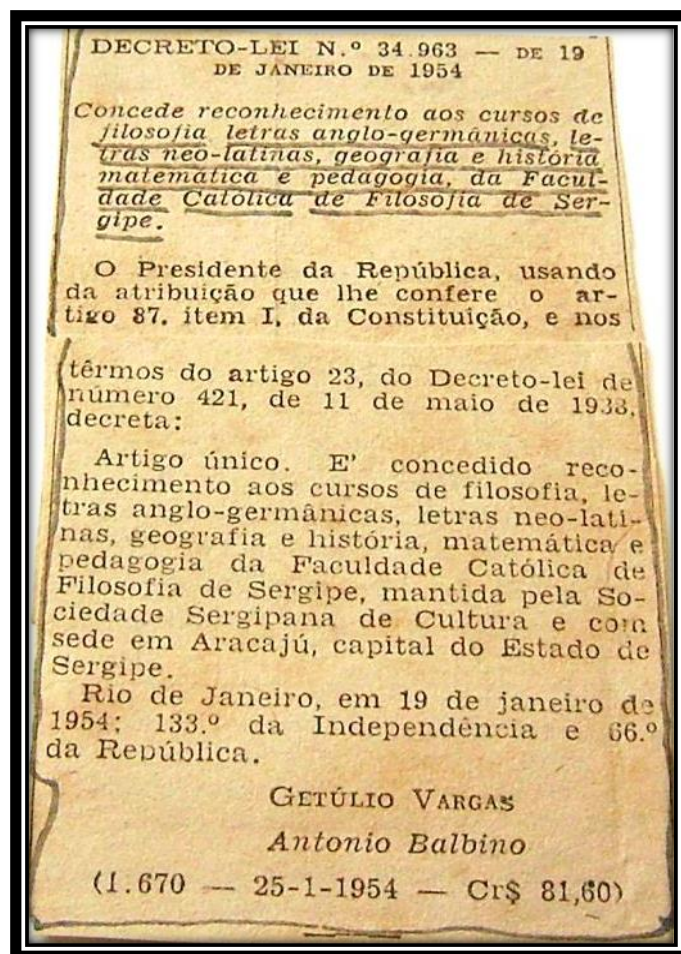 DECRETO-LEI N.º 34.963 — DE 19
DE JANEIRO DE 1954
Concede reconhecimento aos cursos de
filosofia letras anglo-germânicas, le-
tras neo-latinas, geografia e história
matemática e pedagogia, da Facul-
dade Católica de Filosofia de Ser-
gipe.
O Presidente da República, usando
da atribuição que lhe confere o ar-
tigo 87, item I, da Constituição, e nos
têrmos do artigo 23, do Decreto-lei de
número 421, de 11 de maio de 1938,
decreta:
Artigo único. E' concedido reco-
nhecimento aos cursos de filosofia, le-
tras anglo-germânicas, letras neo-lati-
nas, geografia e história, matemática e
pedagogia da Faculdade Católica de
Filosofia de Sergipe, mantida pela So-
ciedade Sergipana de Cultura e com
sede em Aracajú, capital do Estado de
Sergipe.
Rio de Janeiro, em 19 de janeiro de
1954; 133.º da Independência e 66.º
da República.
GETÚLIO VARGAS
Antonio Balbino
(1.670 — 25-1-1954 — Cr$ 81,60)